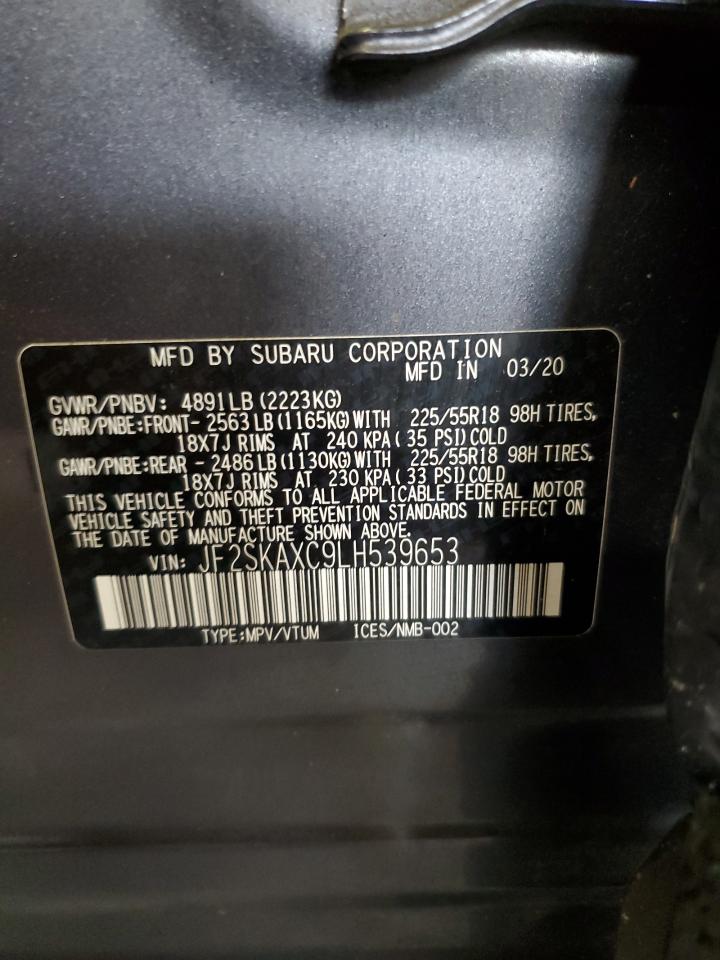 MFD BY SUBARU CORPORATION
MFD IN 03/20
GVWR/PNBV: 4891LB (2223KG)
GAWR/PNBE:FRONT- 2563LB(1165KG)WITH 225/55R18 98H TIRES,
18X7J RIMS AT 240 KPA( 35 PSI)COLD
GAWR/PNBE:REAR - 2486LB(1130KG)WITH 225/55R18 98H TIRES,
18X7J RIMS AT 230 KPA( 33 PSI)COLD
THIS VEHICLE CONFORMS TO ALL APPLICABLE FEDERAL MOTOR
VEHICLE SAFETY AND THEFT PREVENTION STANDARDS IN EFFECT ON
THE DATE OF MANUFACTURE SHOWN ABOVE.
VIN: JF2SKAXC9LH539653
TYPE:MPV/VTUM ICES/NMB-002